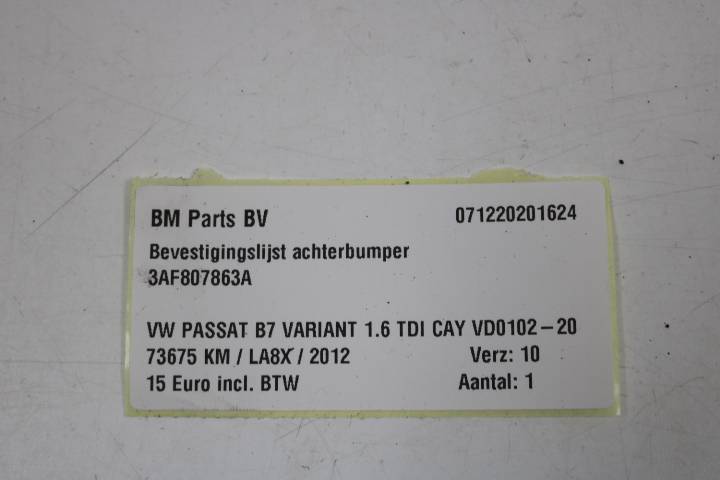 BM Parts BV 071220201624
Bevestigingslijst achterbumper
3AF807863A
VW PASSAT B7 VARIANT 1.6 TDI CAY VD0102-20
73675 KM / LA8X / 2012 Verz: 10
15 Euro incl. BTW Aantal: 1